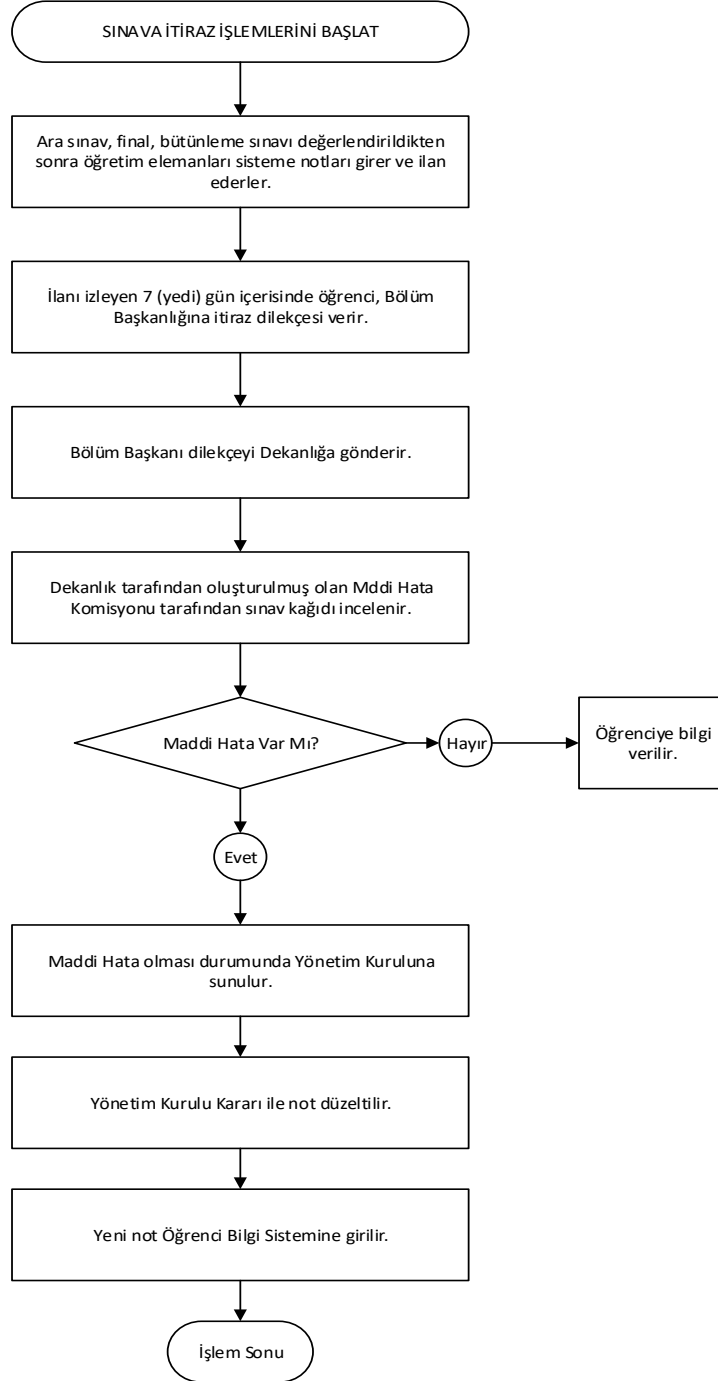 SINAVA İTİRAZ İŞLEMLERİNİ BAŞLAT
Ara sınav, final, bütünleme sınavı değerlendirildikten
sonra öğretim elemanları sisteme notları girer ve ilan
ederler.
İlanı izleyen 7 (yedi) gün içerisinde öğrenci, Bölüm
Başkanlığına itiraz dilekçesi verir.
Bölüm Başkanı dilekçeyi Dekanlığa gönderir.
Dekanlık tarafından oluşturulmuş olan Mddi Hata
Komisyonu tarafından sınav kağıdı incelenir.
Maddi Hata Var Mı?
Hayır
Öğrenciye bilgi
verilir.
Evet
Maddi Hata olması durumunda Yönetim Kuruluna
sunulur.
Yönetim Kurulu Kararı ile not düzeltilir.
Yeni not Öğrenci Bilgi Sistemine girilir.
İşlem Sonu